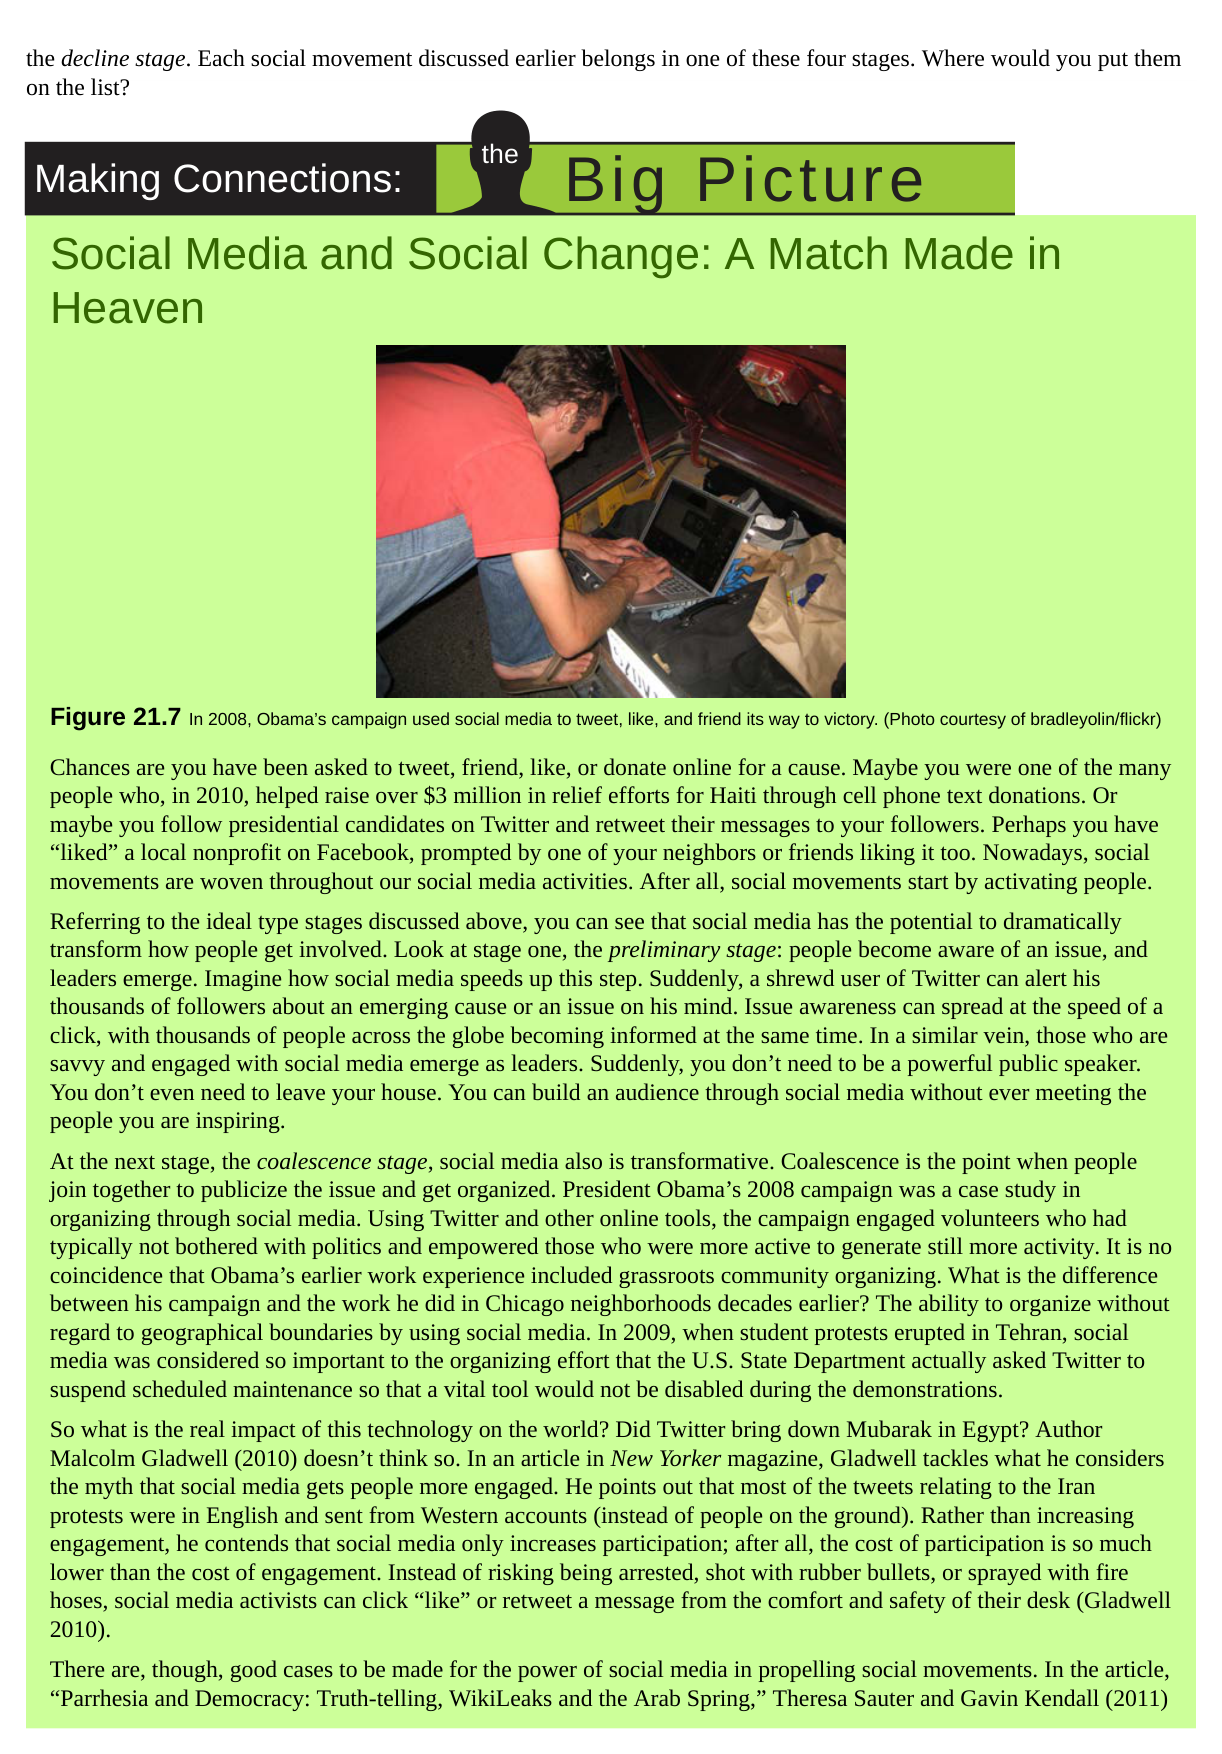 the decline stage. Each social movement discussed earlier belongs in one of these four stages. Where would you put them
on the list?
Making Connections: the Big Picture
Social Media and Social Change: A Match Made in
Heaven
Figure 21.7 In 2008, Obama’s campaign used social media to tweet, like, and friend its way to victory. (Photo courtesy of bradleyolin/flickr)
Chances are you have been asked to tweet, friend, like, or donate online for a cause. Maybe you were one of the many
people who, in 2010, helped raise over $3 million in relief efforts for Haiti through cell phone text donations. Or
maybe you follow presidential candidates on Twitter and retweet their messages to your followers. Perhaps you have
“liked” a local nonprofit on Facebook, prompted by one of your neighbors or friends liking it too. Nowadays, social
movements are woven throughout our social media activities. After all, social movements start by activating people.
Referring to the ideal type stages discussed above, you can see that social media has the potential to dramatically
transform how people get involved. Look at stage one, the preliminary stage: people become aware of an issue, and
leaders emerge. Imagine how social media speeds up this step. Suddenly, a shrewd user of Twitter can alert his
thousands of followers about an emerging cause or an issue on his mind. Issue awareness can spread at the speed of a
click, with thousands of people across the globe becoming informed at the same time. In a similar vein, those who are
savvy and engaged with social media emerge as leaders. Suddenly, you don’t need to be a powerful public speaker.
You don’t even need to leave your house. You can build an audience through social media without ever meeting the
people you are inspiring.
At the next stage, the coalescence stage, social media also is transformative. Coalescence is the point when people
join together to publicize the issue and get organized. President Obama’s 2008 campaign was a case study in
organizing through social media. Using Twitter and other online tools, the campaign engaged volunteers who had
typically not bothered with politics and empowered those who were more active to generate still more activity. It is no
coincidence that Obama’s earlier work experience included grassroots community organizing. What is the difference
between his campaign and the work he did in Chicago neighborhoods decades earlier? The ability to organize without
regard to geographical boundaries by using social media. In 2009, when student protests erupted in Tehran, social
media was considered so important to the organizing effort that the U.S. State Department actually asked Twitter to
suspend scheduled maintenance so that a vital tool would not be disabled during the demonstrations.
So what is the real impact of this technology on the world? Did Twitter bring down Mubarak in Egypt? Author
Malcolm Gladwell (2010) doesn’t think so. In an article in New Yorker magazine, Gladwell tackles what he considers
the myth that social media gets people more engaged. He points out that most of the tweets relating to the Iran
protests were in English and sent from Western accounts (instead of people on the ground). Rather than increasing
engagement, he contends that social media only increases participation; after all, the cost of participation is so much
lower than the cost of engagement. Instead of risking being arrested, shot with rubber bullets, or sprayed with fire
hoses, social media activists can click “like” or retweet a message from the comfort and safety of their desk (Gladwell
2010).
There are, though, good cases to be made for the power of social media in propelling social movements. In the article,
“Parrhesia and Democracy: Truth-telling, WikiLeaks and the Arab Spring,” Theresa Sauter and Gavin Kendall (2011)